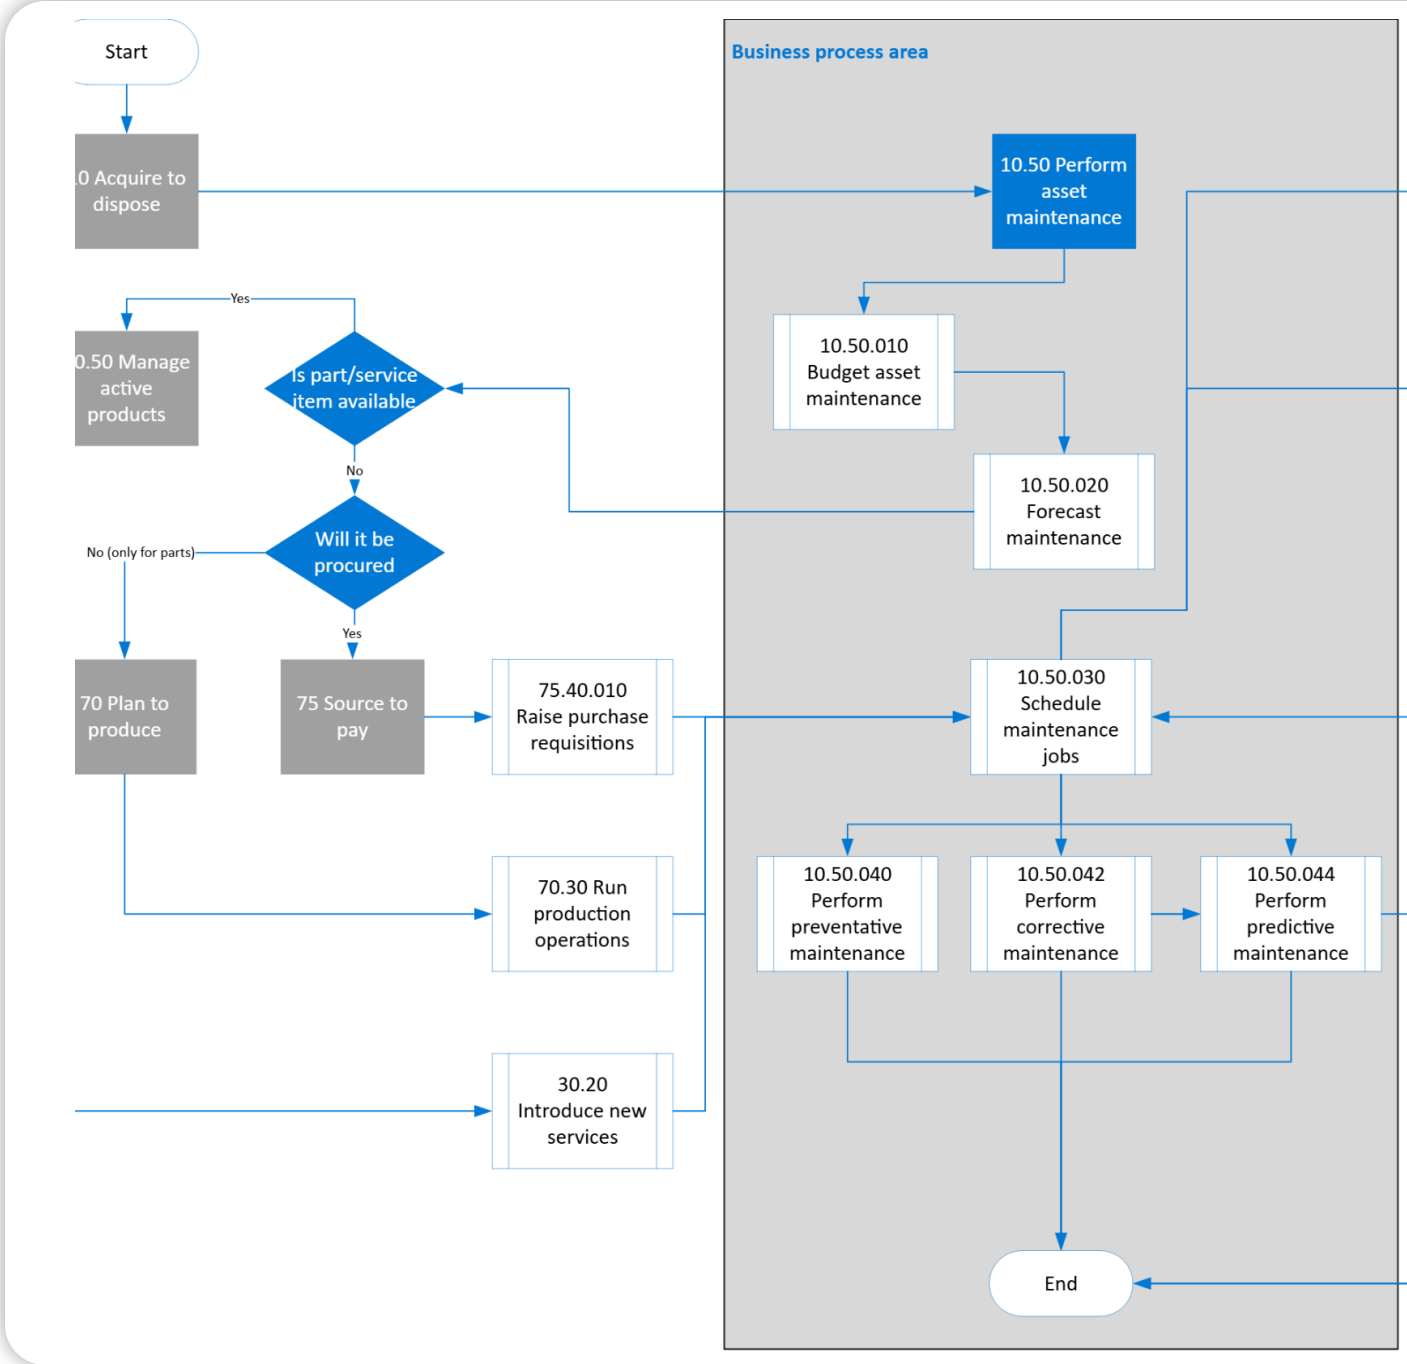 Start
Business process area
0 Acquire to
dispose
10.50 Perform
asset
maintenance
Yes
0.50 Manage
active
products
Is part/service
item available
10.50.010
Budget asset
maintenance
No
10.50.020
Forecast
maintenance
Will it be
procured
No (only for parts)
Yes
70 Plan to
produce
75 Source to
pay
75.40.010
Raise purchase
requisitions
10.50.030
Schedule
maintenance
jobs
70.30 Run
production
operations
10.50.040
Perform
preventative
maintenance
10.50.042
Perform
corrective
maintenance
10.50.044
Perform
predictive
maintenance
30.20
Introduce new
services
End